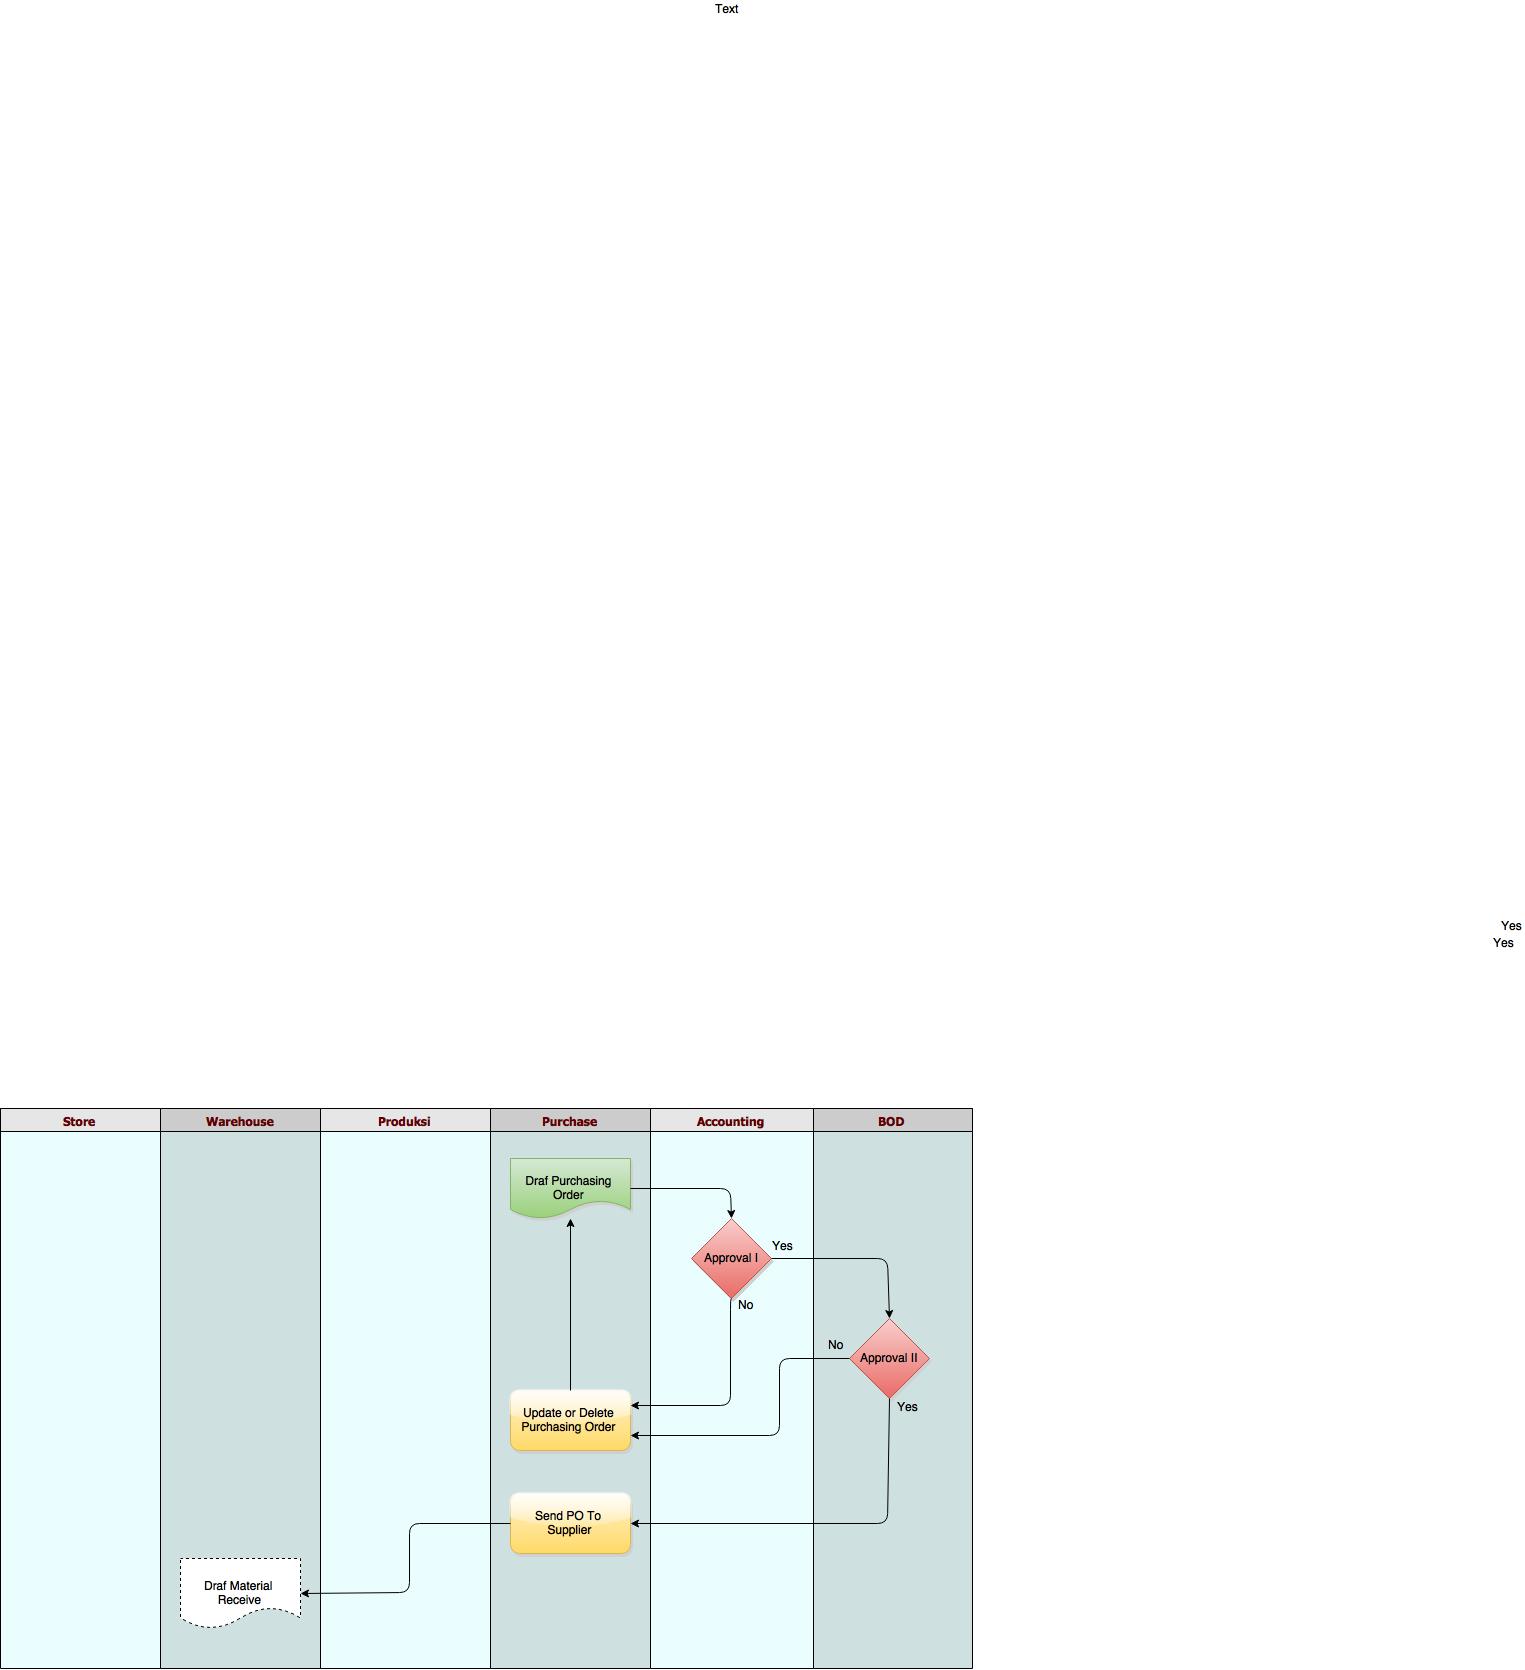 Text
Yes
Yes
Store
Warehouse
Produksi
Purchase
Accounting
BOD
Draf Purchasing
Order
Approval I
Yes
No
Approval II
No
Yes
Update or Delete
Purchasing Order
Send PO To
Supplier
Draf Material
Receive